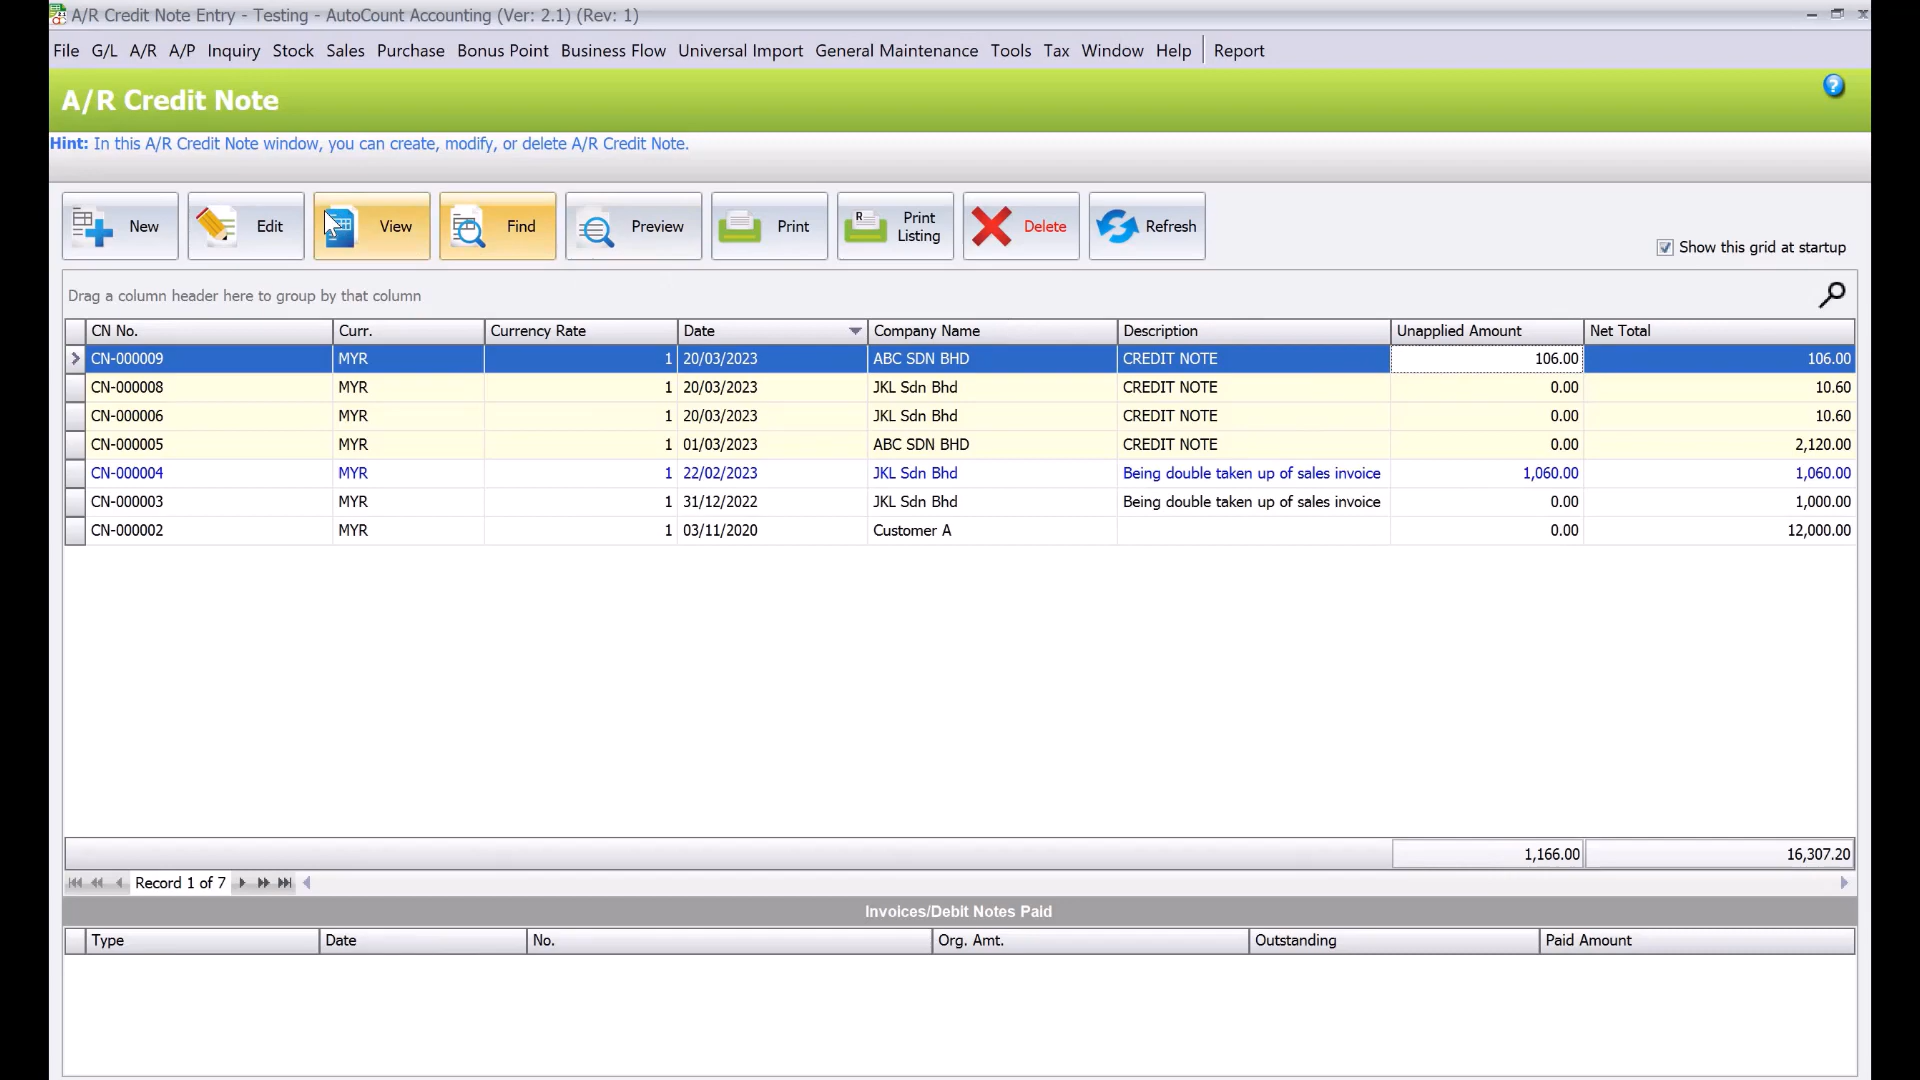 A/R Credit Note Entry - Testing - AutoCount Accounting (Ver: 2.1) (Rev: 1)
File G/L A/R A/P Inquiry Stock Sales Purchase Bonus Point Business Flow Universal Import General Maintenance Tools Tax Window Help Report
A/R Credit Note
Hint: In this A/R Credit Note window, you can create, modify, or delete A/R Credit Note.
New Edit View Find Preview Print Print Listing Delete Refresh
Show this grid at startup
Drag a column header here to group by that column
CN No. Curr. Currency Rate Date Company Name Description Unapplied Amount Net Total
CN-000009 MYR 1 20/03/2023 ABC SDN BHD CREDIT NOTE 106.00 106.00
CN-000008 MYR 1 20/03/2023 JKL Sdn Bhd CREDIT NOTE 0.00 10.60
CN-000006 MYR 1 20/03/2023 JKL Sdn Bhd CREDIT NOTE 0.00 10.60
CN-000005 MYR 1 01/03/2023 ABC SDN BHD CREDIT NOTE 0.00 2,120.00
CN-000004 MYR 1 22/02/2023 JKL Sdn Bhd Being double taken up of sales invoice 1,060.00 1,060.00
CN-000003 MYR 1 31/12/2022 JKL Sdn Bhd Being double taken up of sales invoice 0.00 1,000.00
CN-000002 MYR 1 03/11/2020 Customer A 0.00 12,000.00
1,166.00 16,307.20
Record 1 of 7
Invoices/Debit Notes Paid
Type Date No. Org. Amt. Outstanding Paid Amount